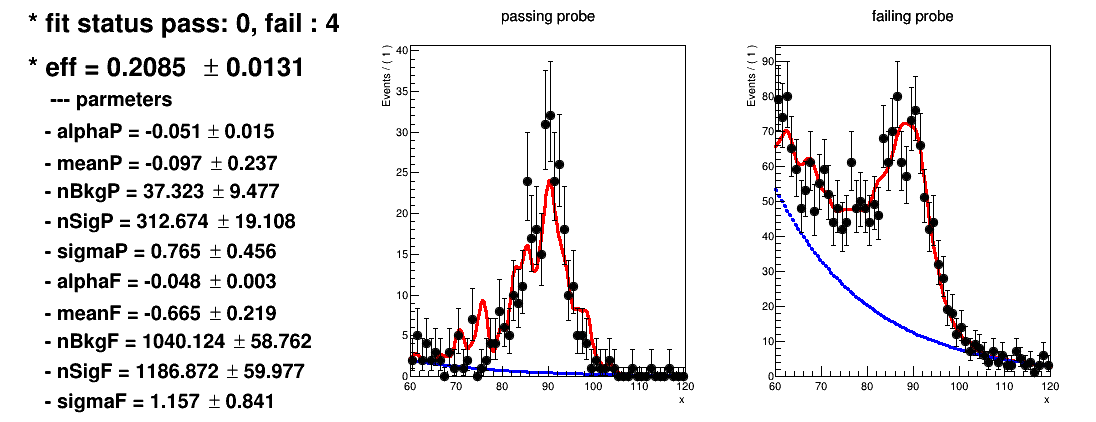 * fit status pass: 0, fail : 4
* eff = 0.2085 ± 0.0131
--- parmeters
- alphaP = -0.051 ± 0.015
- meanP = -0.097 ± 0.237
- nBkgP = 37.323 ± 9.477
- nSigP = 312.674 ± 19.108
- sigmaP = 0.765 ± 0.456
- alphaF = -0.048 ± 0.003
- meanF = -0.665 ± 0.219
- nBkgF = 1040.124 ± 58.762
- nSigF = 1186.872 ± 59.977
- sigmaF = 1.157 ± 0.841
passing probe
Events / ( 1 )
40
35
30
25
20
15
10
5
0
60 70 80 90 100 110 120
x
failing probe
Events / ( 1 )
90
80
70
60
50
40
30
20
10
0
60 70 80 90 100 110 120
x